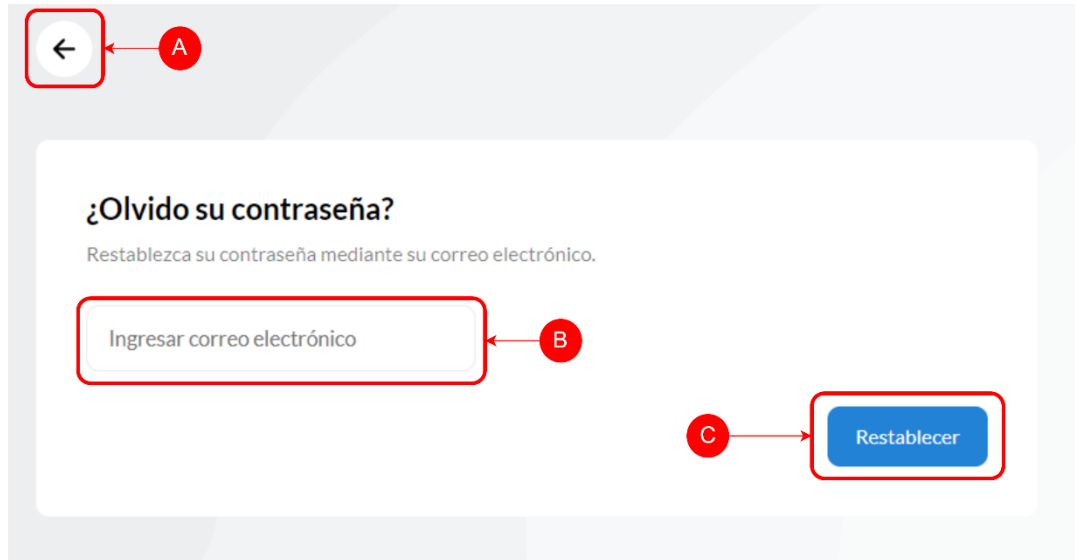 A
¿Olvido su contraseña?
Restablezca su contraseña mediante su correo electrónico.
Ingresar correo electrónico
B
C
Restablecer